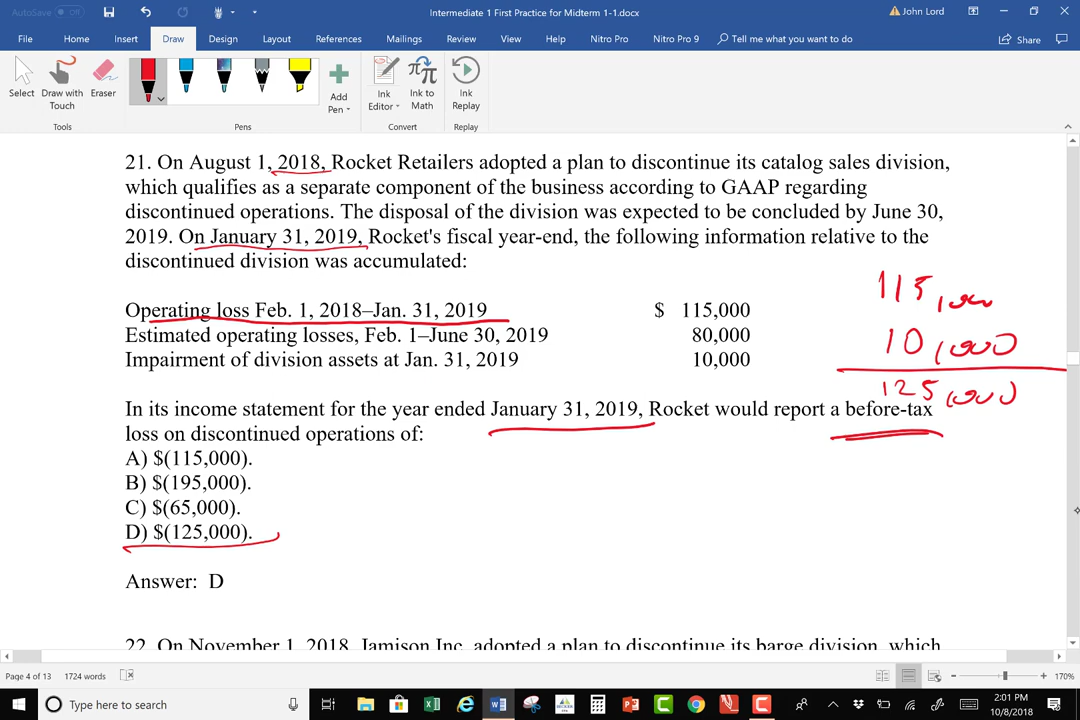 AutoSave Off
Intermediate 1 First Practice for Midterm 1-1.docx
John Lord
File Home Insert Draw Design Layout References Mailings Review View Help Nitro Pro Nitro Pro 9 Tell me what you want to do Share
Select Draw with Touch Eraser Add Pen Ink Editor Ink to Math Ink Replay
Tools Pens Convert Replay
21. On August 1, 2018, Rocket Retailers adopted a plan to discontinue its catalog sales division,
which qualifies as a separate component of the business according to GAAP regarding
discontinued operations. The disposal of the division was expected to be concluded by June 30,
2019. On January 31, 2019, Rocket's fiscal year-end, the following information relative to the
discontinued division was accumulated:
115,000
Operating loss Feb. 1, 2018–Jan. 31, 2019 $ 115,000
Estimated operating losses, Feb. 1–June 30, 2019 80,000
10,000
Impairment of division assets at Jan. 31, 2019 10,000
125,000
In its income statement for the year ended January 31, 2019, Rocket would report a before-tax
loss on discontinued operations of:
A) $(115,000).
B) $(195,000).
C) $(65,000).
D) $(125,000).
Answer: D
22. On November 1, 2018, Jamison Inc. adopted a plan to discontinue its barge division, which
Page 4 of 13 1724 words 170%
Type here to search
2:01 PM
10/8/2018